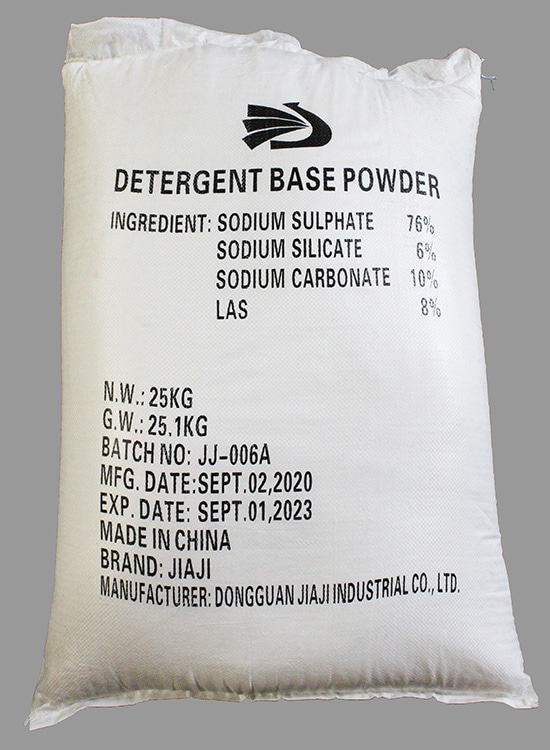 DETERGENT BASE POWDER
INGREDIENT: SODIUM SULPHATE 76%
SODIUM SILICATE 6%
SODIUM CARBONATE 10%
LAS 8%
N.W.: 25KG
G.W.: 25.1KG
BATCH NO: JJ-006A
MFG. DATE:SEPT.02,2020
EXP. DATE: SEPT.01,2023
MADE IN CHINA
BRAND: JIAJI
MANUFACTURER: DONGGUAN JIAJI INDUSTRIAL CO., LTD.